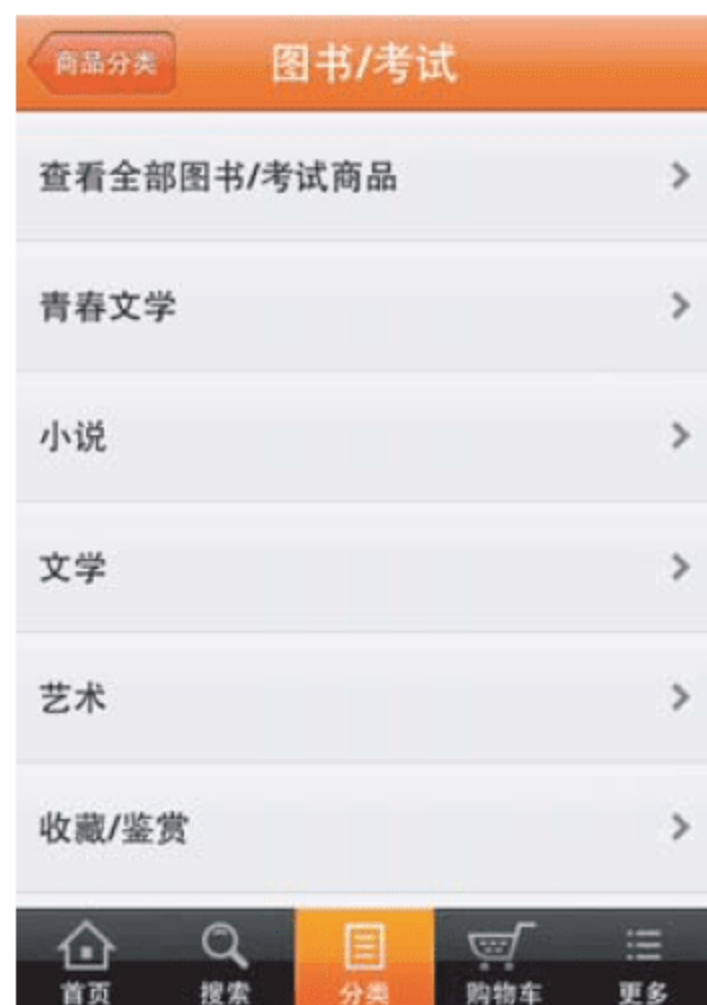 商品分类 图书/考试
查看全部图书/考试商品
青春文学
小说
文学
艺术
收藏/鉴赏
首页 搜索 分类 购物车 更多